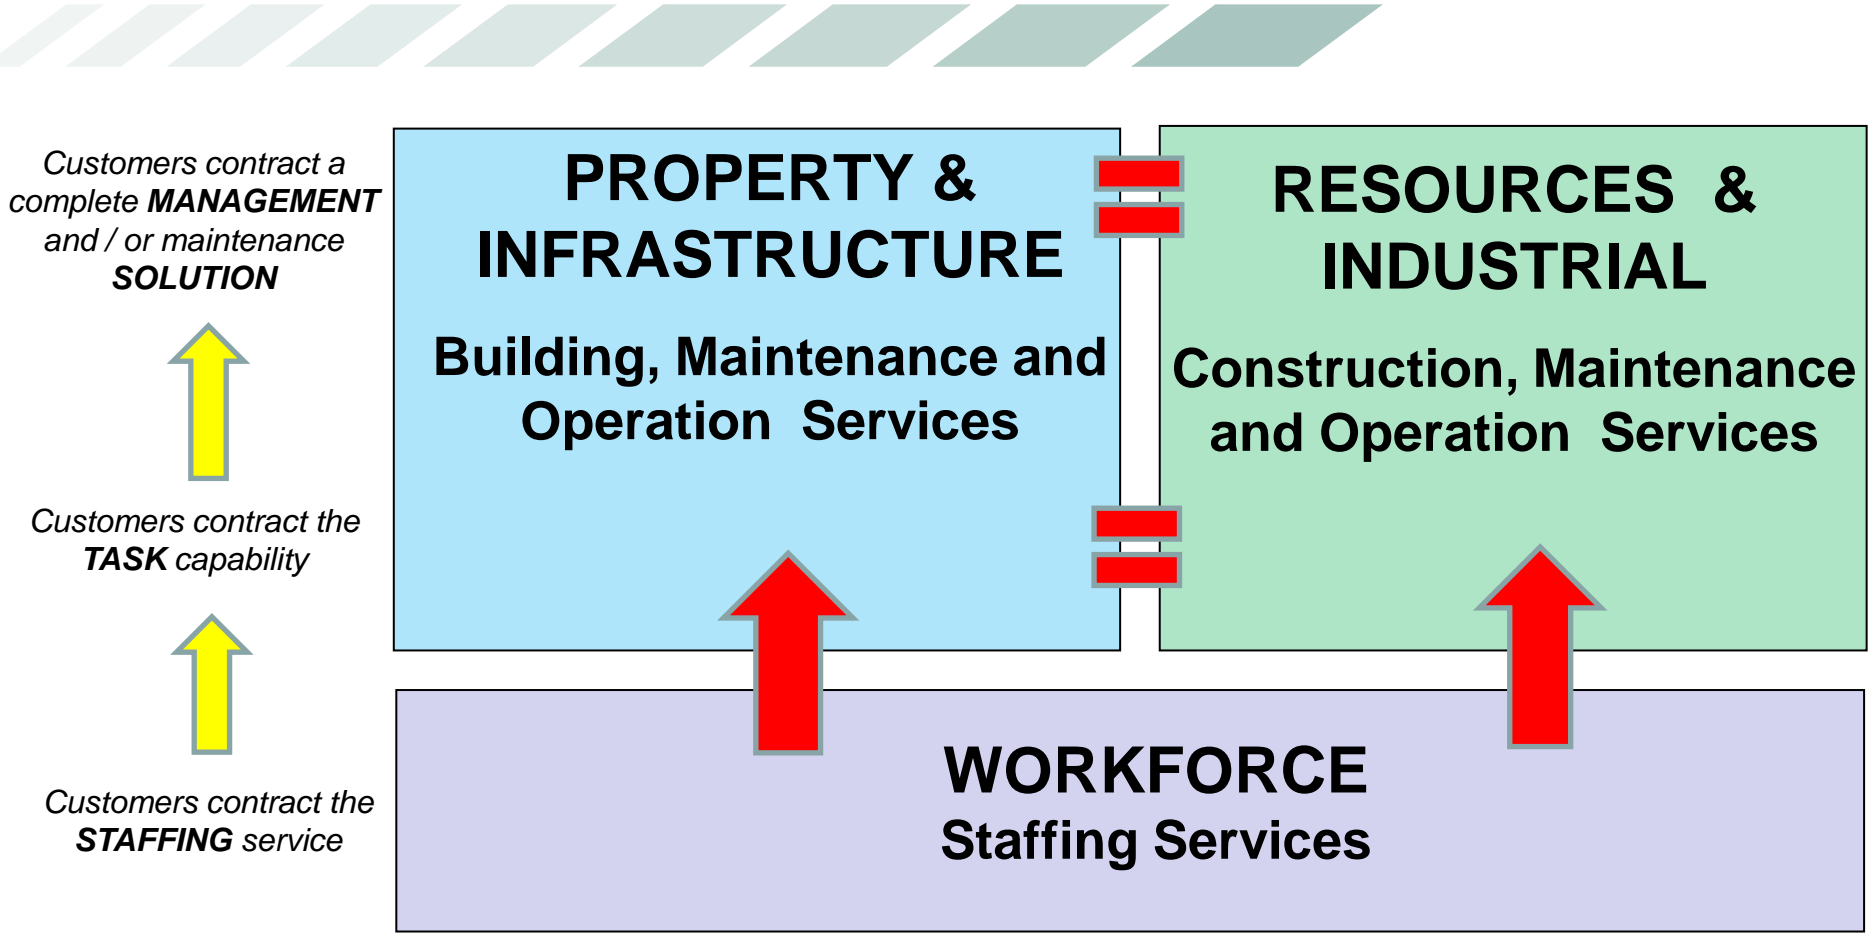 Customers contract a
complete MANAGEMENT
and / or maintenance
SOLUTION
Customers contract the
TASK capability
Customers contract the
STAFFING service
PROPERTY &
INFRASTRUCTURE
Building, Maintenance and
Operation Services
RESOURCES &
INDUSTRIAL
Construction, Maintenance
and Operation Services
WORKFORCE
Staffing Services